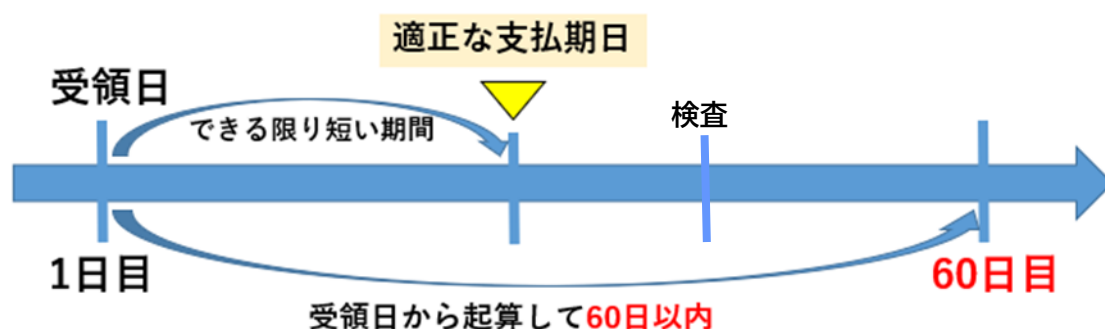 適正な支払期日
受領日
検査
できる限り短い期間
1日目
60日目
受領日から起算して60日以内